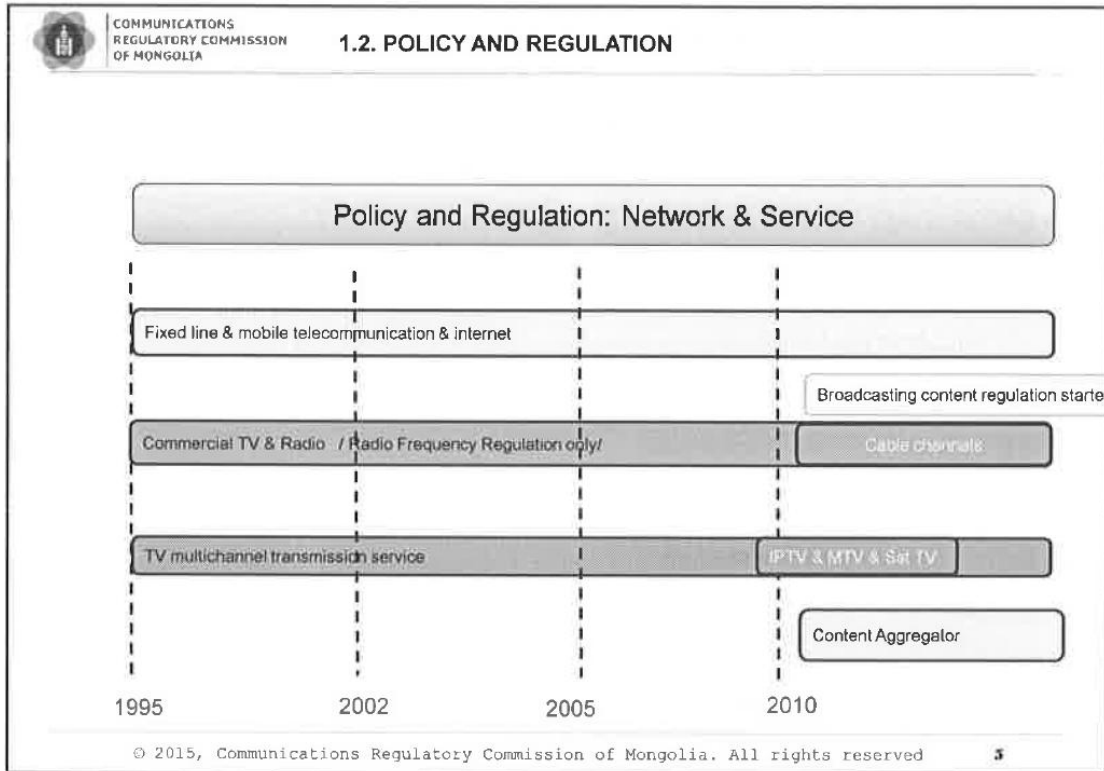 COMMUNICATIONS
REGULATORY COMMISSION
OF MONGOLIA
1.2. POLICY AND REGULATION
Policy and Regulation: Network & Service
Fixed line & mobile telecommunication & internet
Broadcasting content regulation starte
Commercial TV & Radio / Radio Frequency Regulation only/
Cable channels
TV multichannel transmission service
IPTV & MTV & Sat TV
Content Aggregator
1995
2002
2005
2010
© 2015, Communications Regulatory Commission of Mongolia. All rights reserved 5